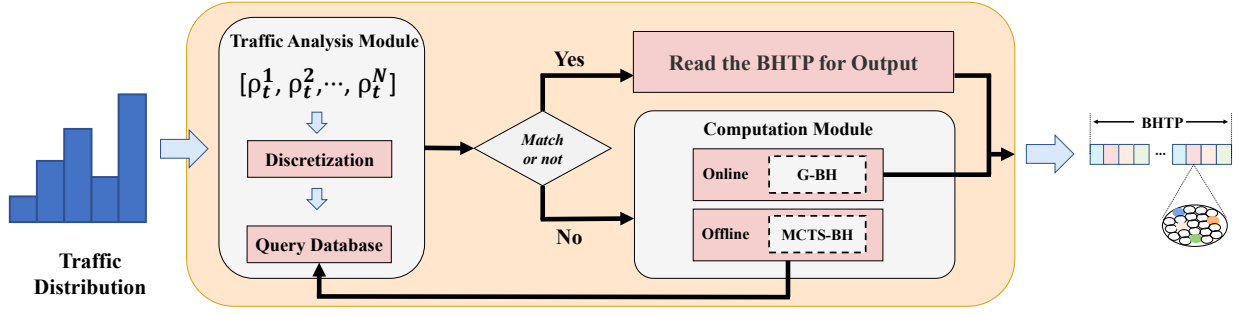 Traffic Analysis Module
[ρ_t^1, ρ_t^2,⋯, ρ_t^N]
Discretization
Query Database
Traffic
Distribution
Match
or not
Yes
No
Read the BHTP for Output
Computation Module
Online
G-BH
Offline
MCTS-BH
BHTP
...